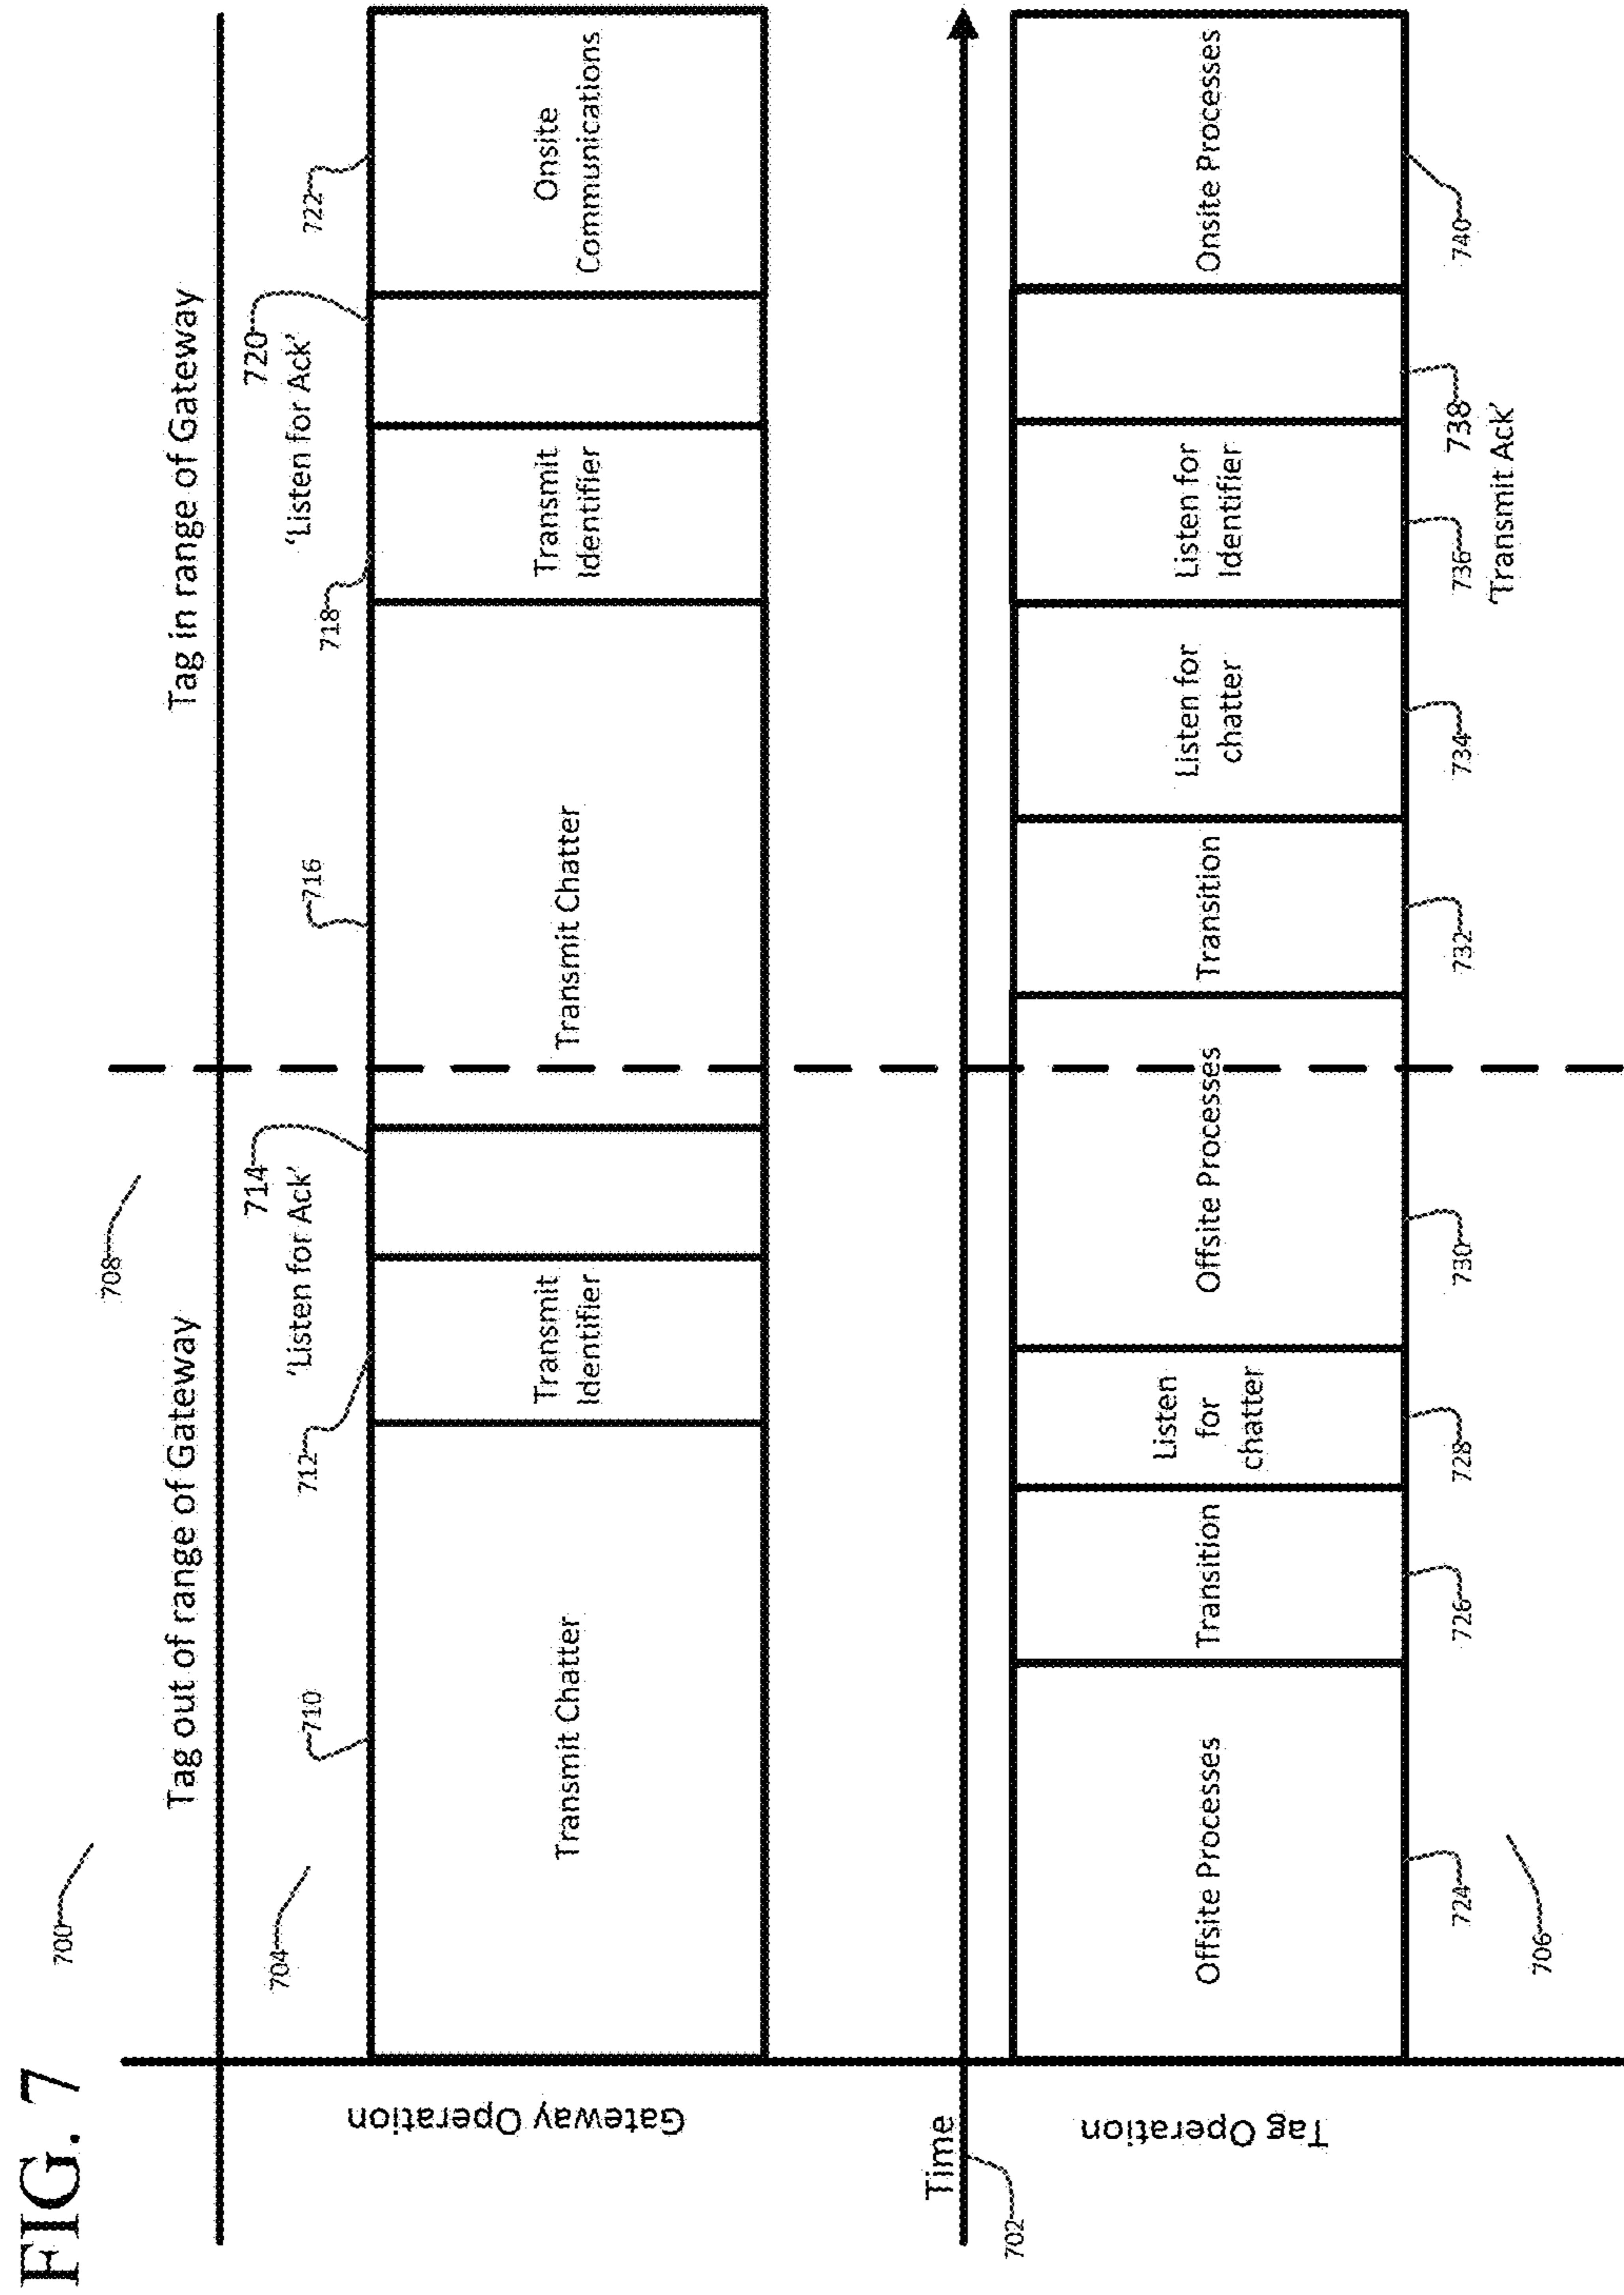 FIG. 7
700
708
Tag out of range of Gateway
Tag in range of Gateway
704
710
712
'Listen for Ack'
714
716
718
'Listen for Ack'
720
722
Gateway Operation
Transmit Chatter
Transmit
Identifier
Transmit Chatter
Transmit
Identifier
Onsite
Communications
Time
702
Tag Operation
Offsite Processes
Transition
Listen
for
chatter
Offsite Processes
Transition
Listen for
chatter
Listen for
Identifier
Onsite Processes
724
726
728
730
732
734
736
738
740
'Transmit Ack'
706